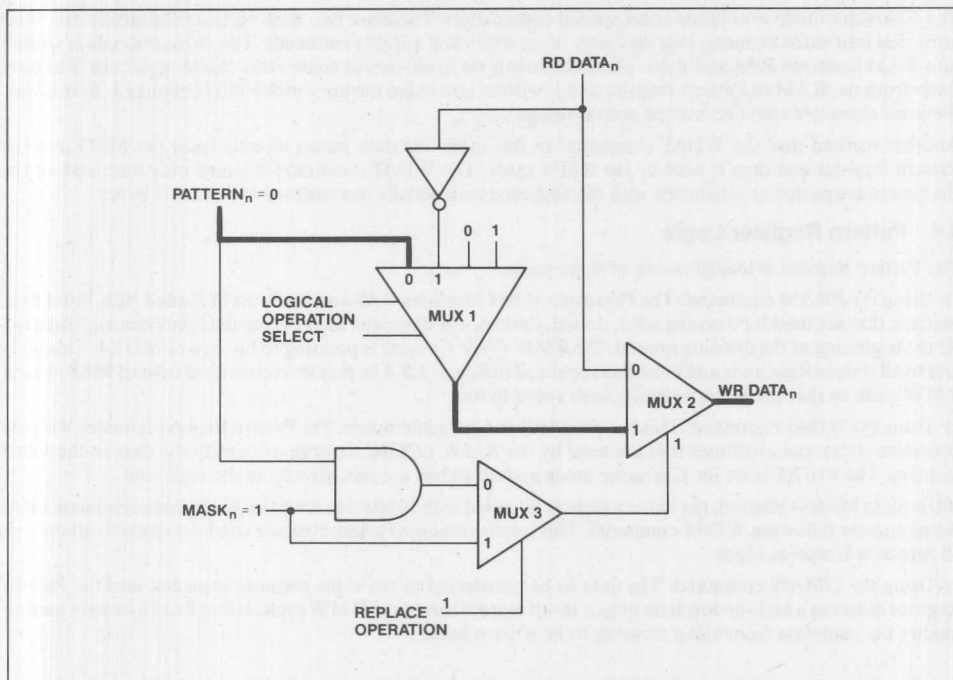 RD DATAn
PATTERNn = 0
0 1
0 1
LOGICAL
OPERATION
SELECT
MUX 1
0
WR DATAn
MUX 2
1
1
0
MUX 3
MASKn = 1
1
REPLACE
OPERATION